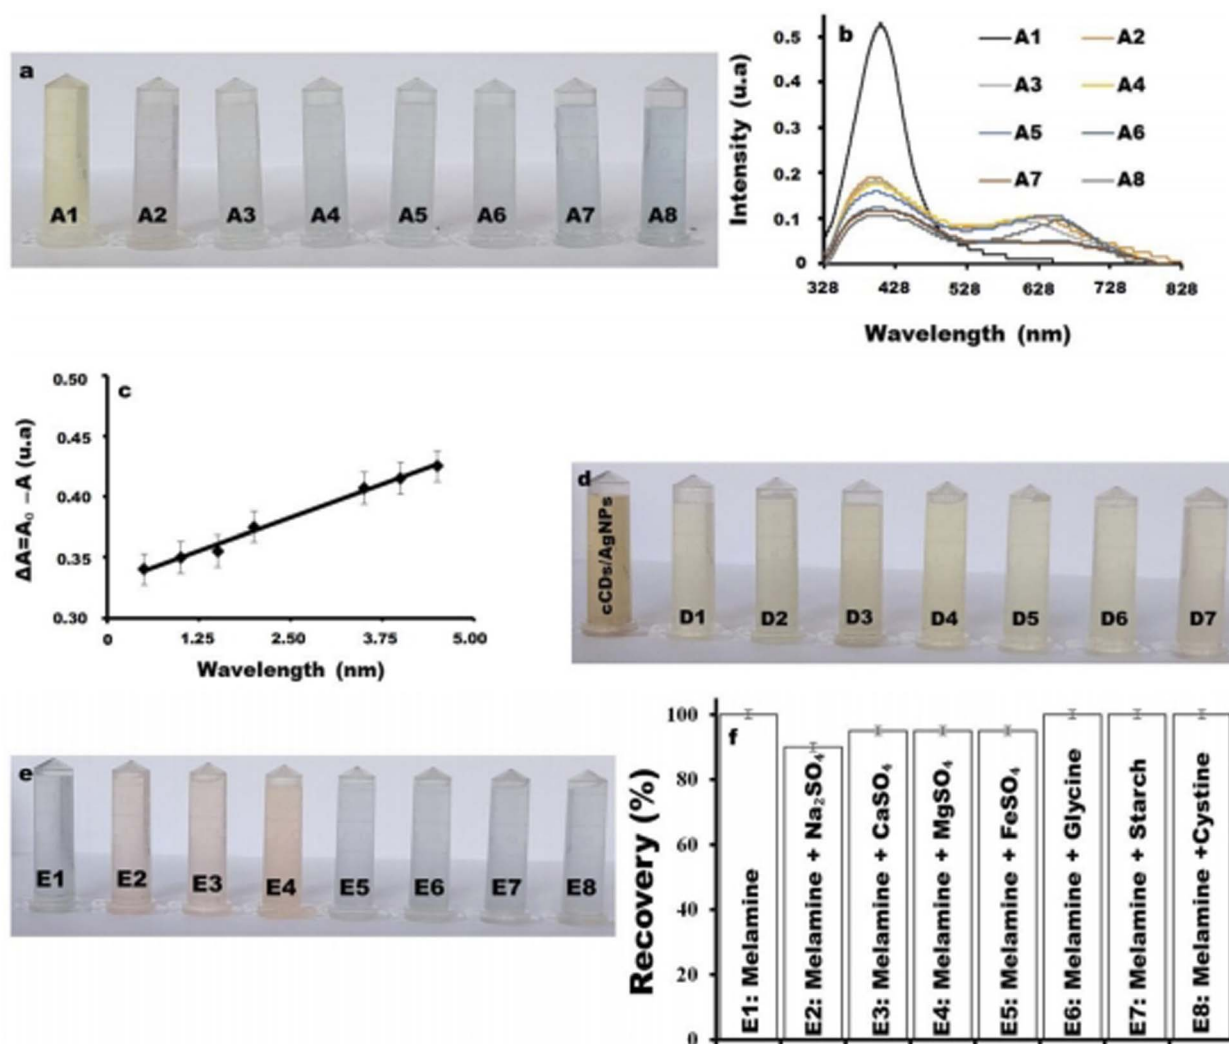 a
A1 A2 A3 A4 A5 A6 A7 A8
b
Intensity (u.a)
0.5
0.4
0.3
0.2
0.1
0
A1 A2
A3 A4
A5 A6
A7 A8
328 428 528 628 728 828
Wavelength (nm)
c
ΔA=A₀ –A (u.a)
0.50
0.45
0.40
0.35
0.30
0 1.25 2.50 3.75 5.00
Wavelength (nm)
d
cCDs/AgNPs D1 D2 D3 D4 D5 D6 D7
e
E1 E2 E3 E4 E5 E6 E7 E8
f
Recovery (%)
100
80
60
40
20
0
E1: Melamine
E2: Melamine + Na₂SO₄
E3: Melamine + CaSO₄
E4: Melamine + MgSO₄
E5: Melamine + FeSO₄
E6: Melamine + Glycine
E7: Melamine + Starch
E8: Melamine +Cystine